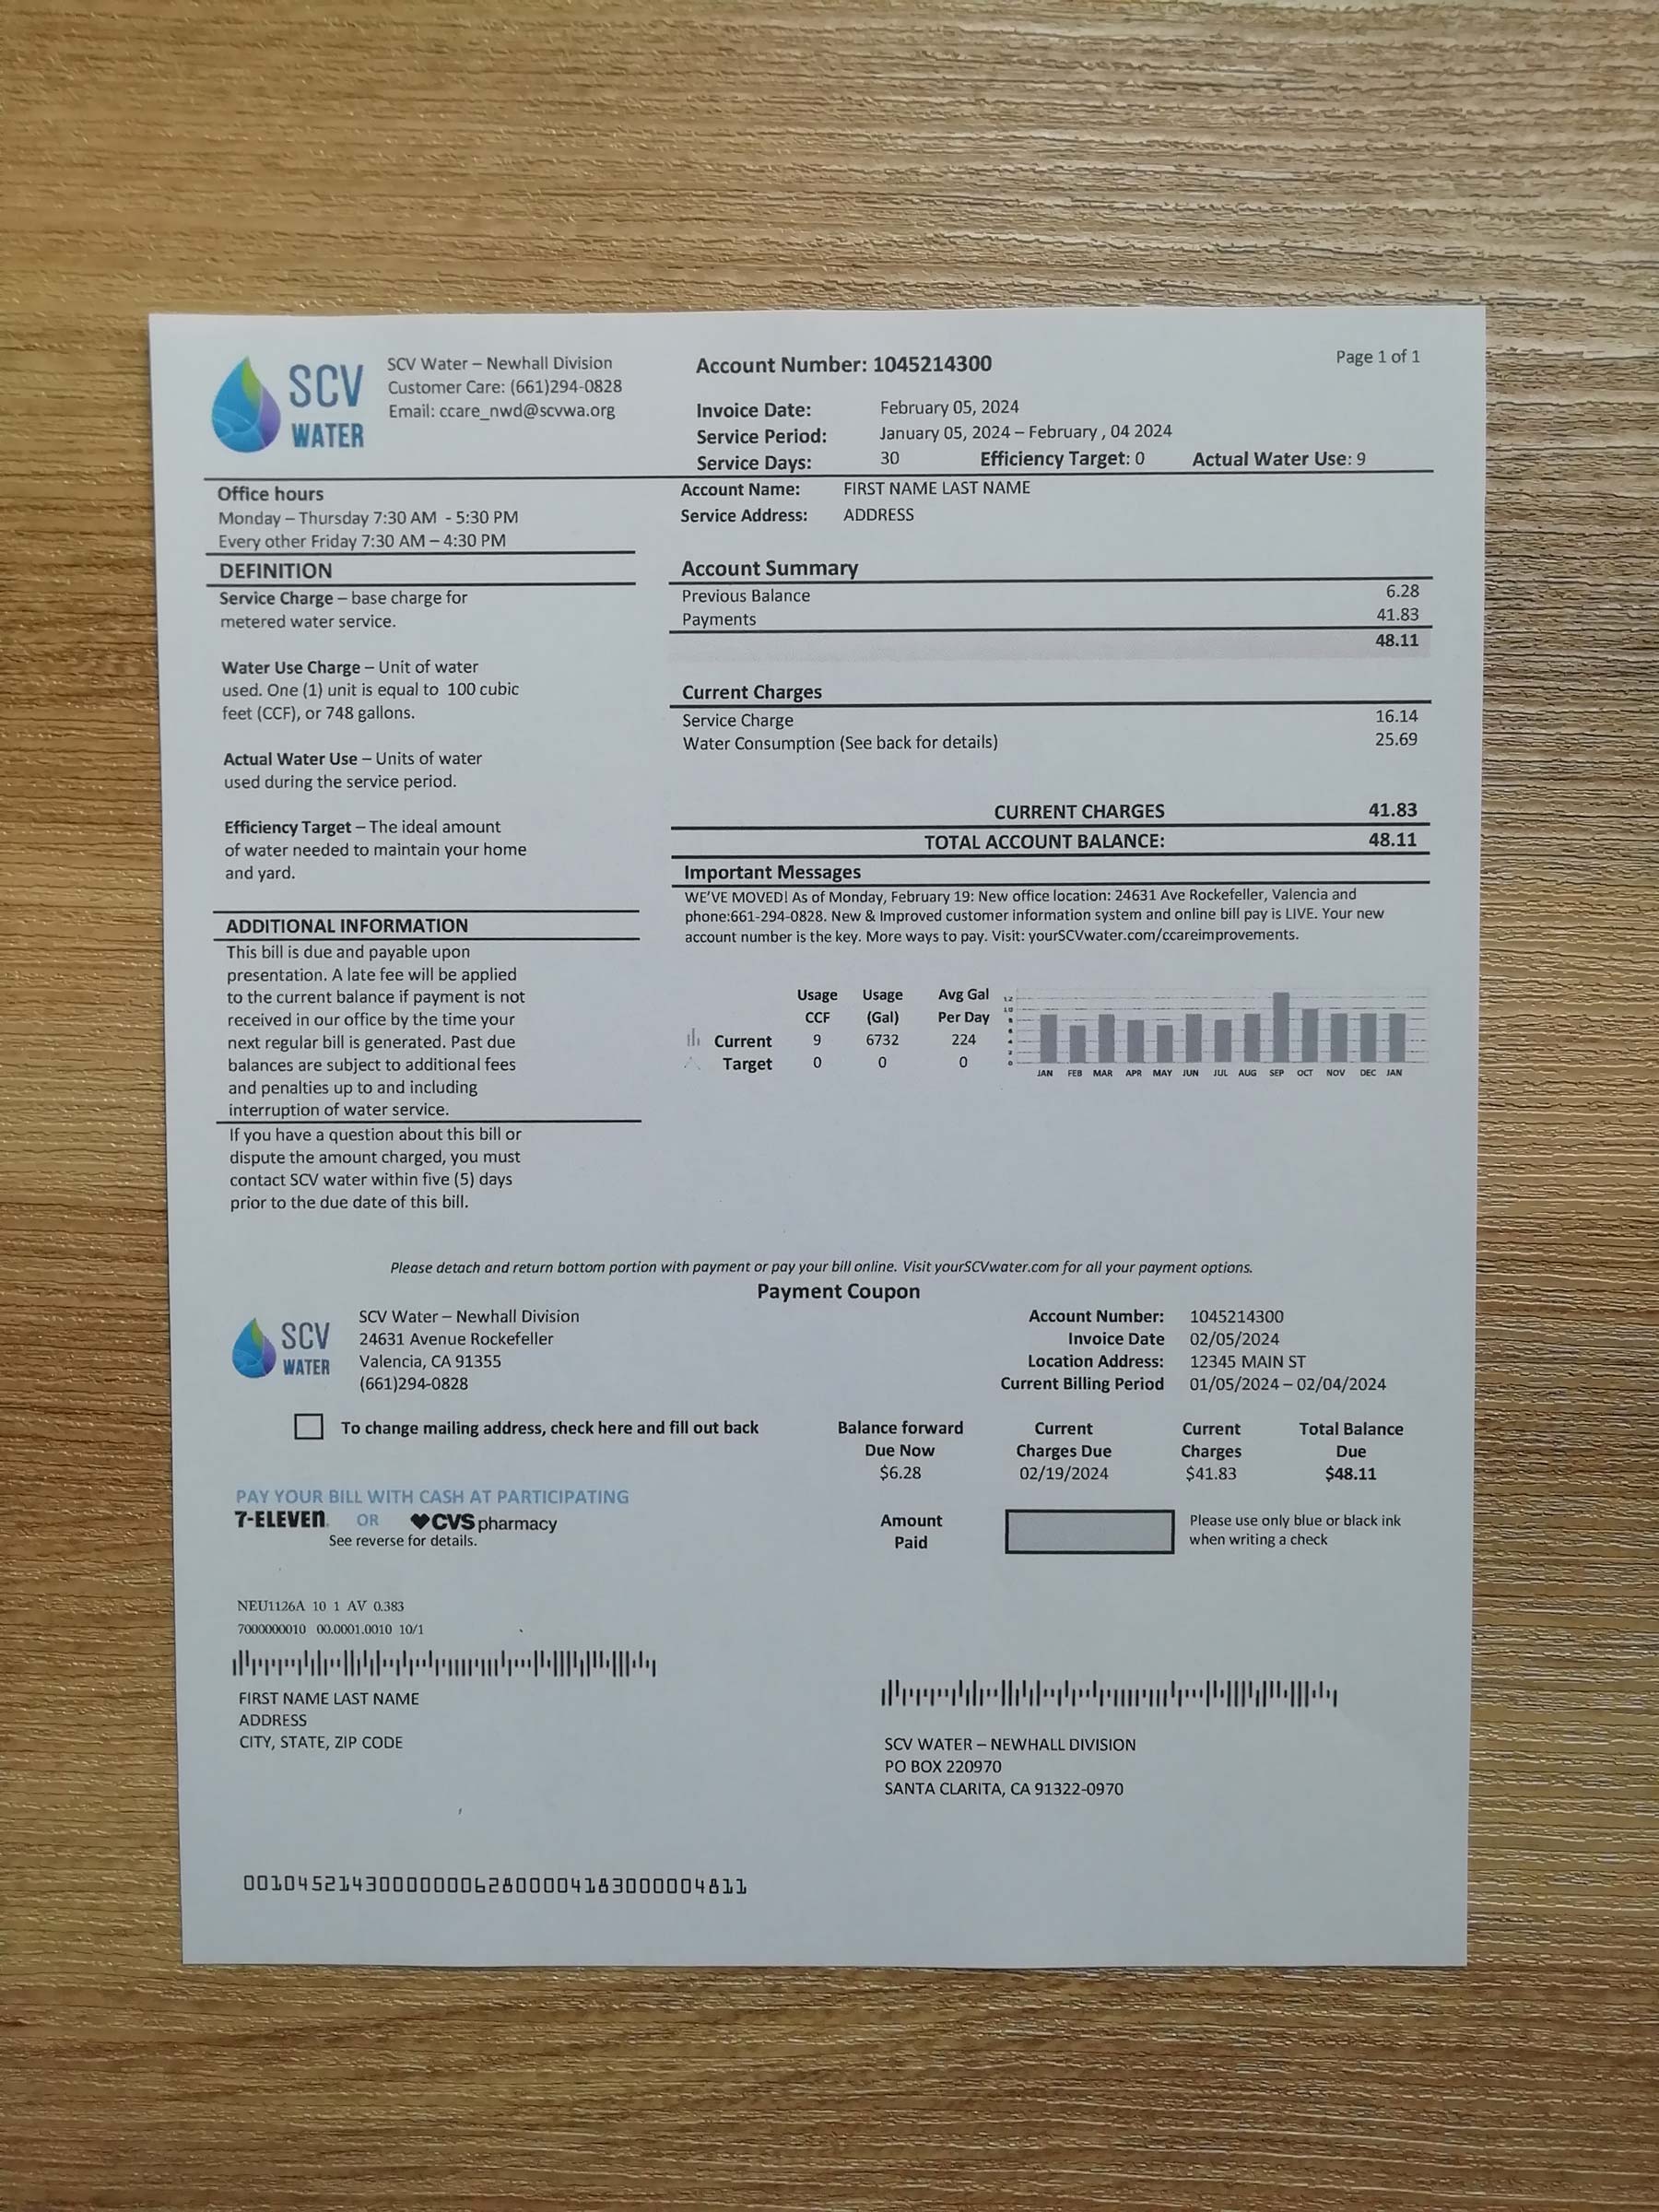 SCV
WATER
SCV Water – Newhall Division
Customer Care: (661)294-0828
Email: ccare_nwd@scvwa.org
Account Number: 1045214300
Page 1 of 1
Invoice Date: February 05, 2024
Service Period: January 05, 2024 – February , 04 2024
Service Days: 30 Efficiency Target: 0 Actual Water Use: 9
Office hours
Monday – Thursday 7:30 AM - 5:30 PM
Every other Friday 7:30 AM – 4:30 PM
DEFINITION
Service Charge – base charge for
metered water service.
Water Use Charge – Unit of water
used. One (1) unit is equal to 100 cubic
feet (CCF), or 748 gallons.
Actual Water Use – Units of water
used during the service period.
Efficiency Target – The ideal amount
of water needed to maintain your home
and yard.
ADDITIONAL INFORMATION
This bill is due and payable upon
presentation. A late fee will be applied
to the current balance if payment is not
received in our office by the time your
next regular bill is generated. Past due
balances are subject to additional fees
and penalties up to and including
interruption of water service.
If you have a question about this bill or
dispute the amount charged, you must
contact SCV water within five (5) days
prior to the due date of this bill.
Account Name: FIRST NAME LAST NAME
Service Address: ADDRESS
Account Summary
Previous Balance 6.28
Payments 41.83
48.11
Current Charges
Service Charge 16.14
Water Consumption (See back for details) 25.69
CURRENT CHARGES 41.83
TOTAL ACCOUNT BALANCE: 48.11
Important Messages
WE'VE MOVED! As of Monday, February 19: New office location: 24631 Ave Rockefeller, Valencia and
phone:661-294-0828. New & Improved customer information system and online bill pay is LIVE. Your new
account number is the key. More ways to pay. Visit: yourSCVwater.com/ccareimprovements.
Usage Usage Avg Gal
CCF (Gal) Per Day
Current 9 6732 224
Target 0 0 0
12
10
8
6
4
2
0
JAN FEB MAR APR MAY JUN JUL AUG SEP OCT NOV DEC JAN
Please detach and return bottom portion with payment or pay your bill online. Visit yourSCVwater.com for all your payment options.
Payment Coupon
SCV
WATER
SCV Water – Newhall Division
24631 Avenue Rockefeller
Valencia, CA 91355
(661)294-0828
Account Number: 1045214300
Invoice Date 02/05/2024
Location Address: 12345 MAIN ST
Current Billing Period 01/05/2024 – 02/04/2024
To change mailing address, check here and fill out back
Balance forward Current Current Total Balance
Due Now Charges Due Charges Due
$6.28 02/19/2024 $41.83 $48.11
PAY YOUR BILL WITH CASH AT PARTICIPATING
7-ELEVEn. OR CVS pharmacy
See reverse for details.
Amount
Paid
Please use only blue or black ink
when writing a check
NEU1126A 10 1 AV 0.383
7000000010 00.0001.0010 10/1
FIRST NAME LAST NAME
ADDRESS
CITY, STATE, ZIP CODE
SCV WATER – NEWHALL DIVISION
PO BOX 220970
SANTA CLARITA, CA 91322-0970
00104521430000000062800004183000004811